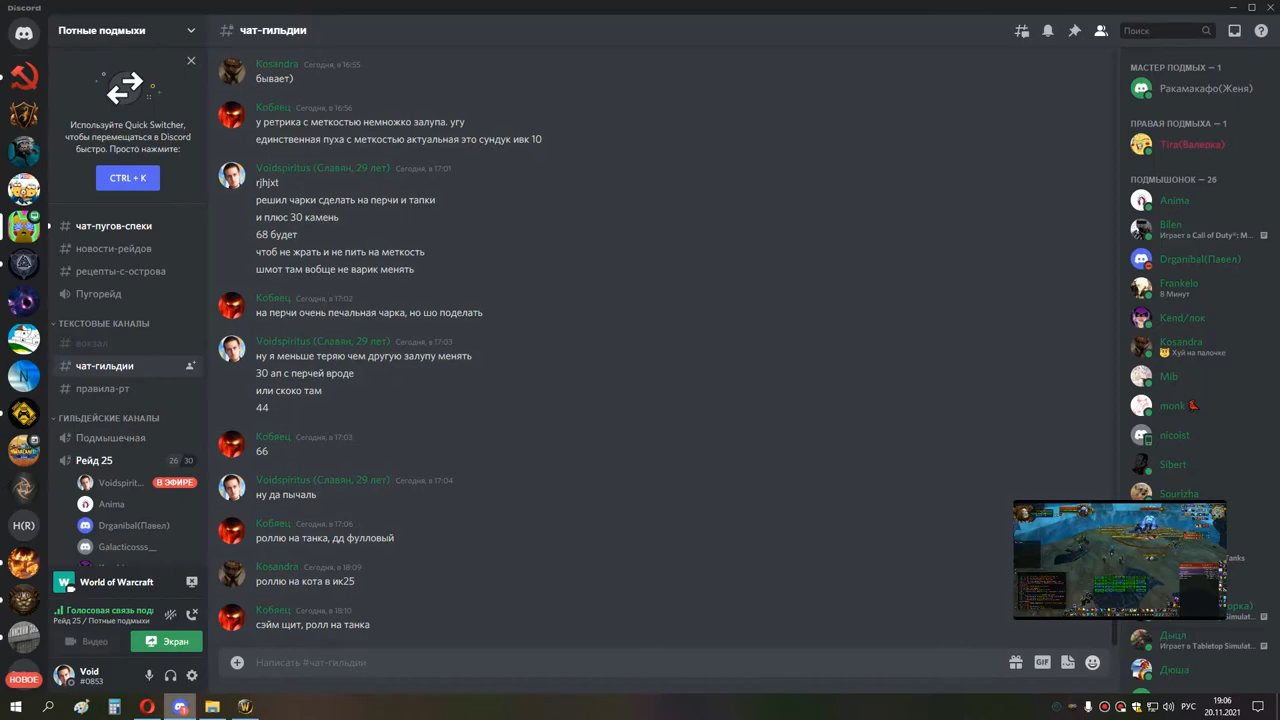 Discord
Потные подмыхи
чат-гильдии
Поиск
Используйте Quick Switcher,
чтобы перемещаться в Discord
быстро. Просто нажмите:
CTRL + K
чат-пугов-спеки
новости-рейдов
рецепты-с-острова
Пугорейд
ТЕКСТОВЫЕ КАНАЛЫ
вокзал
чат-гильдии
правила-рт
ГИЛЬДЕЙСКИЕ КАНАЛЫ
Подмышечная
Рейд 25 26 30
Voidspirit... В ЭФИРЕ
Anima
Drganibal(Павел)
Galacticosss__
World of Warcraft
Голосовая связь подк
Рейд 25 / Потные подмыхи
Видео
Экран
Void
#0853
H(R)
НОВОЕ
Kosandra Сегодня, в 16:55
бывает)
Кобяец Сегодня, в 16:56
у ретрика с меткостью немножко залупа. угу
единственная пуха с меткостью актуальная это сундук ивк 10
Voidspiritus (Славян, 29 лет) Сегодня, в 17:01
rjhjxt
решил чарки сделать на перчи и тапки
и плюс 30 камень
68 будет
чтоб не жрать и не пить на меткость
шмот там вобще не варик менять
Кобяец Сегодня, в 17:02
на перчи очень печальная чарка, но шо поделать
Voidspiritus (Славян, 29 лет) Сегодня, в 17:03
ну я меньше теряю чем другую залупу менять
30 ап с перчей вроде
или скоко там
44
Кобяец Сегодня, в 17:03
66
Voidspiritus (Славян, 29 лет) Сегодня, в 17:04
ну да пычаль
Кобяец Сегодня, в 17:06
роллю на танка, дд фулловый
Kosandra Сегодня, в 18:09
роллю на кота в ик25
Кобяец Сегодня, в 18:10
сэйм щит, ролл на танка
Написать #чат-гильдии
GIF
МАСТЕР ПОДМЫХ — 1
Ракамакафо(Женя)
ПРАВАЯ ПОДМЫХА — 1
Tira(Валерка)
ПОДМЫШОНОК — 26
Anima
Bilen
Играет в Call of Duty®: M...
Drganibal(Павел)
Frankelo
8 Минут
Kend/лок
Kosandra
Хуй на палочке
Mib
monk
nicoist
Sibert
Sourizha
Дыцл
Играет в Tabletop Simulat...
Дюша
РУС
19:06
20.11.2021